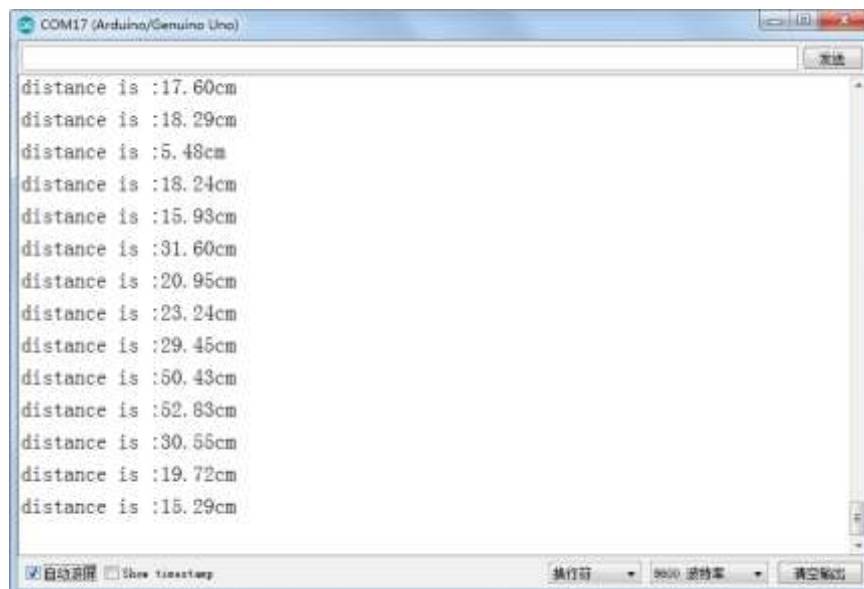 COM17 (Arduino/Genuino Uno)
发送
distance is :17.60cm
distance is :18.29cm
distance is :5.48cm
distance is :18.24cm
distance is :15.93cm
distance is :31.60cm
distance is :20.95cm
distance is :23.24cm
distance is :29.45cm
distance is :50.43cm
distance is :52.83cm
distance is :30.55cm
distance is :19.72cm
distance is :15.29cm
自动滚屏 Show timestamp 换行符 9600 波特率 清空输出